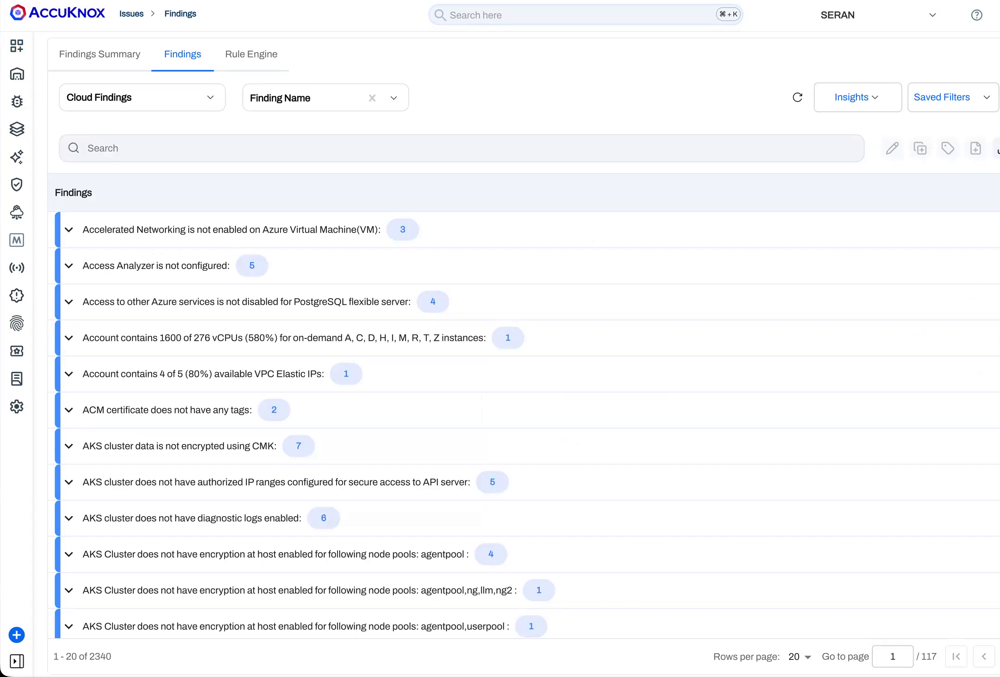 ACCUKNOX Issues > Findings Search here ⌘ + K SERAN ?
Findings Summary Findings Rule Engine
Cloud Findings Finding Name Insights Saved Filters
Search
Findings
Accelerated Networking is not enabled on Azure Virtual Machine(VM): 3
Access Analyzer is not configured: 5
Access to other Azure services is not disabled for PostgreSQL flexible server: 4
Account contains 1600 of 276 vCPUs (580%) for on-demand A, C, D, H, I, M, R, T, Z instances: 1
Account contains 4 of 5 (80%) available VPC Elastic IPs: 1
ACM certificate does not have any tags: 2
AKS cluster data is not encrypted using CMK: 7
AKS cluster does not have authorized IP ranges configured for secure access to API server: 5
AKS cluster does not have diagnostic logs enabled: 6
AKS Cluster does not have encryption at host enabled for following node pools: agentpool : 4
AKS Cluster does not have encryption at host enabled for following node pools: agentpool,ng,llm,ng2 : 1
AKS Cluster does not have encryption at host enabled for following node pools: agentpool,userpool : 1
1 - 20 of 2340 Rows per page: 20 Go to page 1 / 117
M